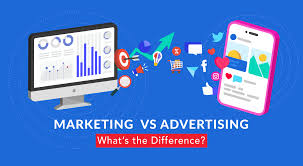 MARKETING VS ADVERTISING
What's the Difference?